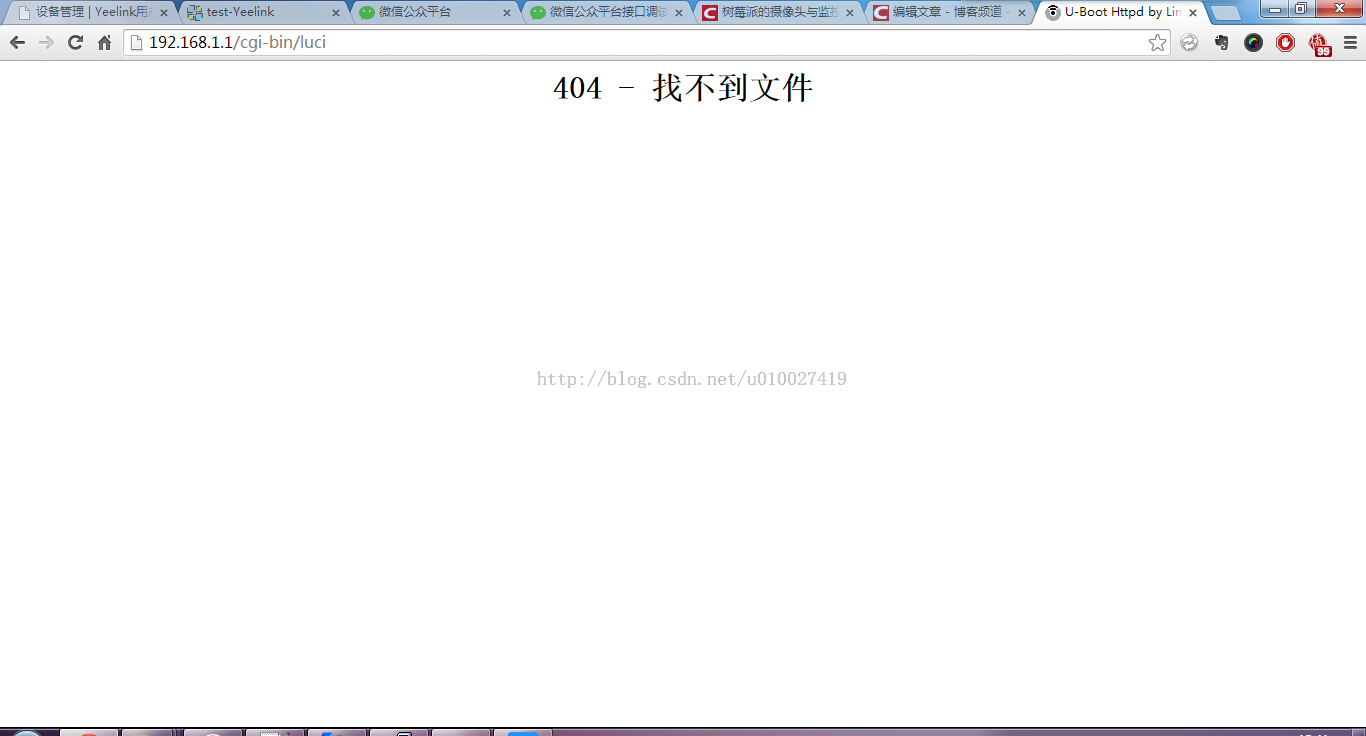 设备管理 | Yeelink用户
test-Yeelink
微信公众平台
微信公众平台接口调试
树莓派的摄像头与监控
编辑文章 - 博客频道 -
U-Boot Httpd by Lin
192.168.1.1/cgi-bin/luci
99
404 - 找不到文件
http://blog.csdn.net/u010027419